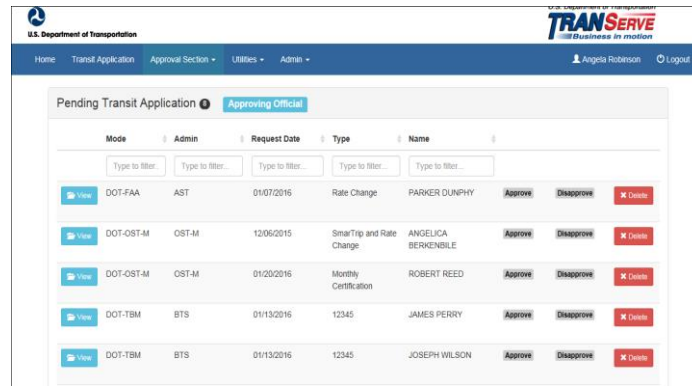 U.S. Department of Transportation
U.S. Department of Transportation
TRANSERVE
Business in motion
Home Transit Application Approval Section Utilities Admin Angela Robinson Logout
Pending Transit Application Approving Official
Mode Admin Request Date Type Name
Type to filter... Type to filter... Type to filter... Type to filter... Type to filter...
View DOT-FAA AST 01/07/2016 Rate Change PARKER DUNPHY Approve Disapprove Delete
View DOT-OST-M OST-M 12/06/2015 SmarTrip and Rate ANGELICA Approve Disapprove Delete
Change BERKENBILE
View DOT-OST-M OST-M 01/20/2016 Monthly ROBERT REED Approve Disapprove Delete
Certification
View DOT-TBM BTS 01/13/2016 12345 JAMES PERRY Approve Disapprove Delete
View DOT-TBM BTS 01/13/2016 12345 JOSEPH WILSON Approve Disapprove Delete